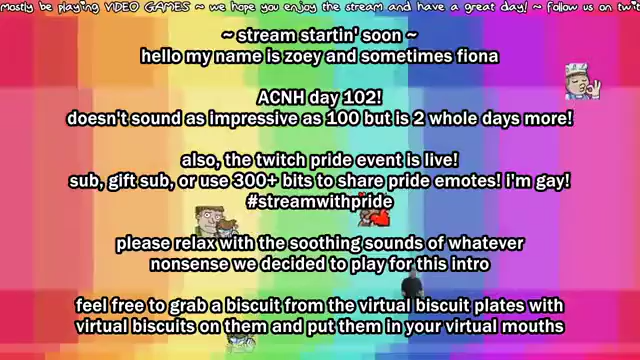 Mostly be playing VIDEO GAMES ~ we hope you enjoy the stream and have a great day! ~ follow us on twit
~ stream startin' soon ~
hello my name is zoey and sometimes fiona
ACNH day 102!
doesn't sound as impressive as 100 but is 2 whole days more!
also, the twitch pride event is live!
sub, gift sub, or use 300+ bits to share pride emotes! i'm gay!
#streamwithpride
please relax with the soothing sounds of whatever
nonsense we decided to play for this intro
feel free to grab a biscuit from the virtual biscuit plates with
virtual biscuits on them and put them in your virtual mouths